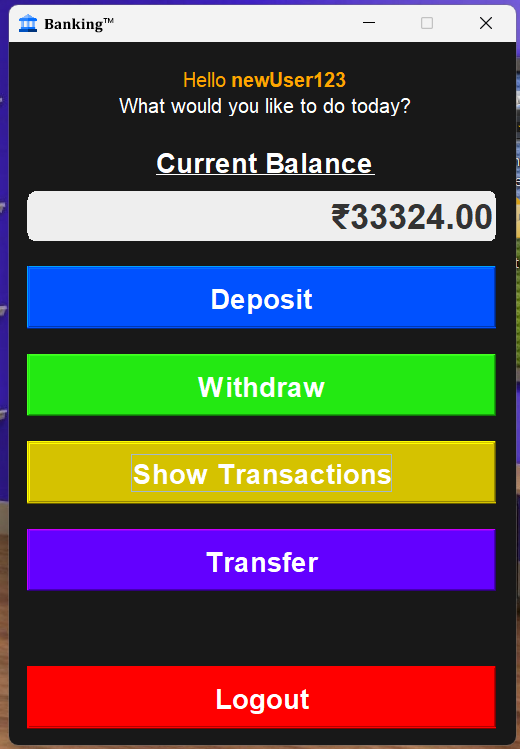 Banking™
Hello newUser123
What would you like to do today?
Current Balance
₹33324.00
Deposit
Withdraw
Show Transactions
Transfer
Logout